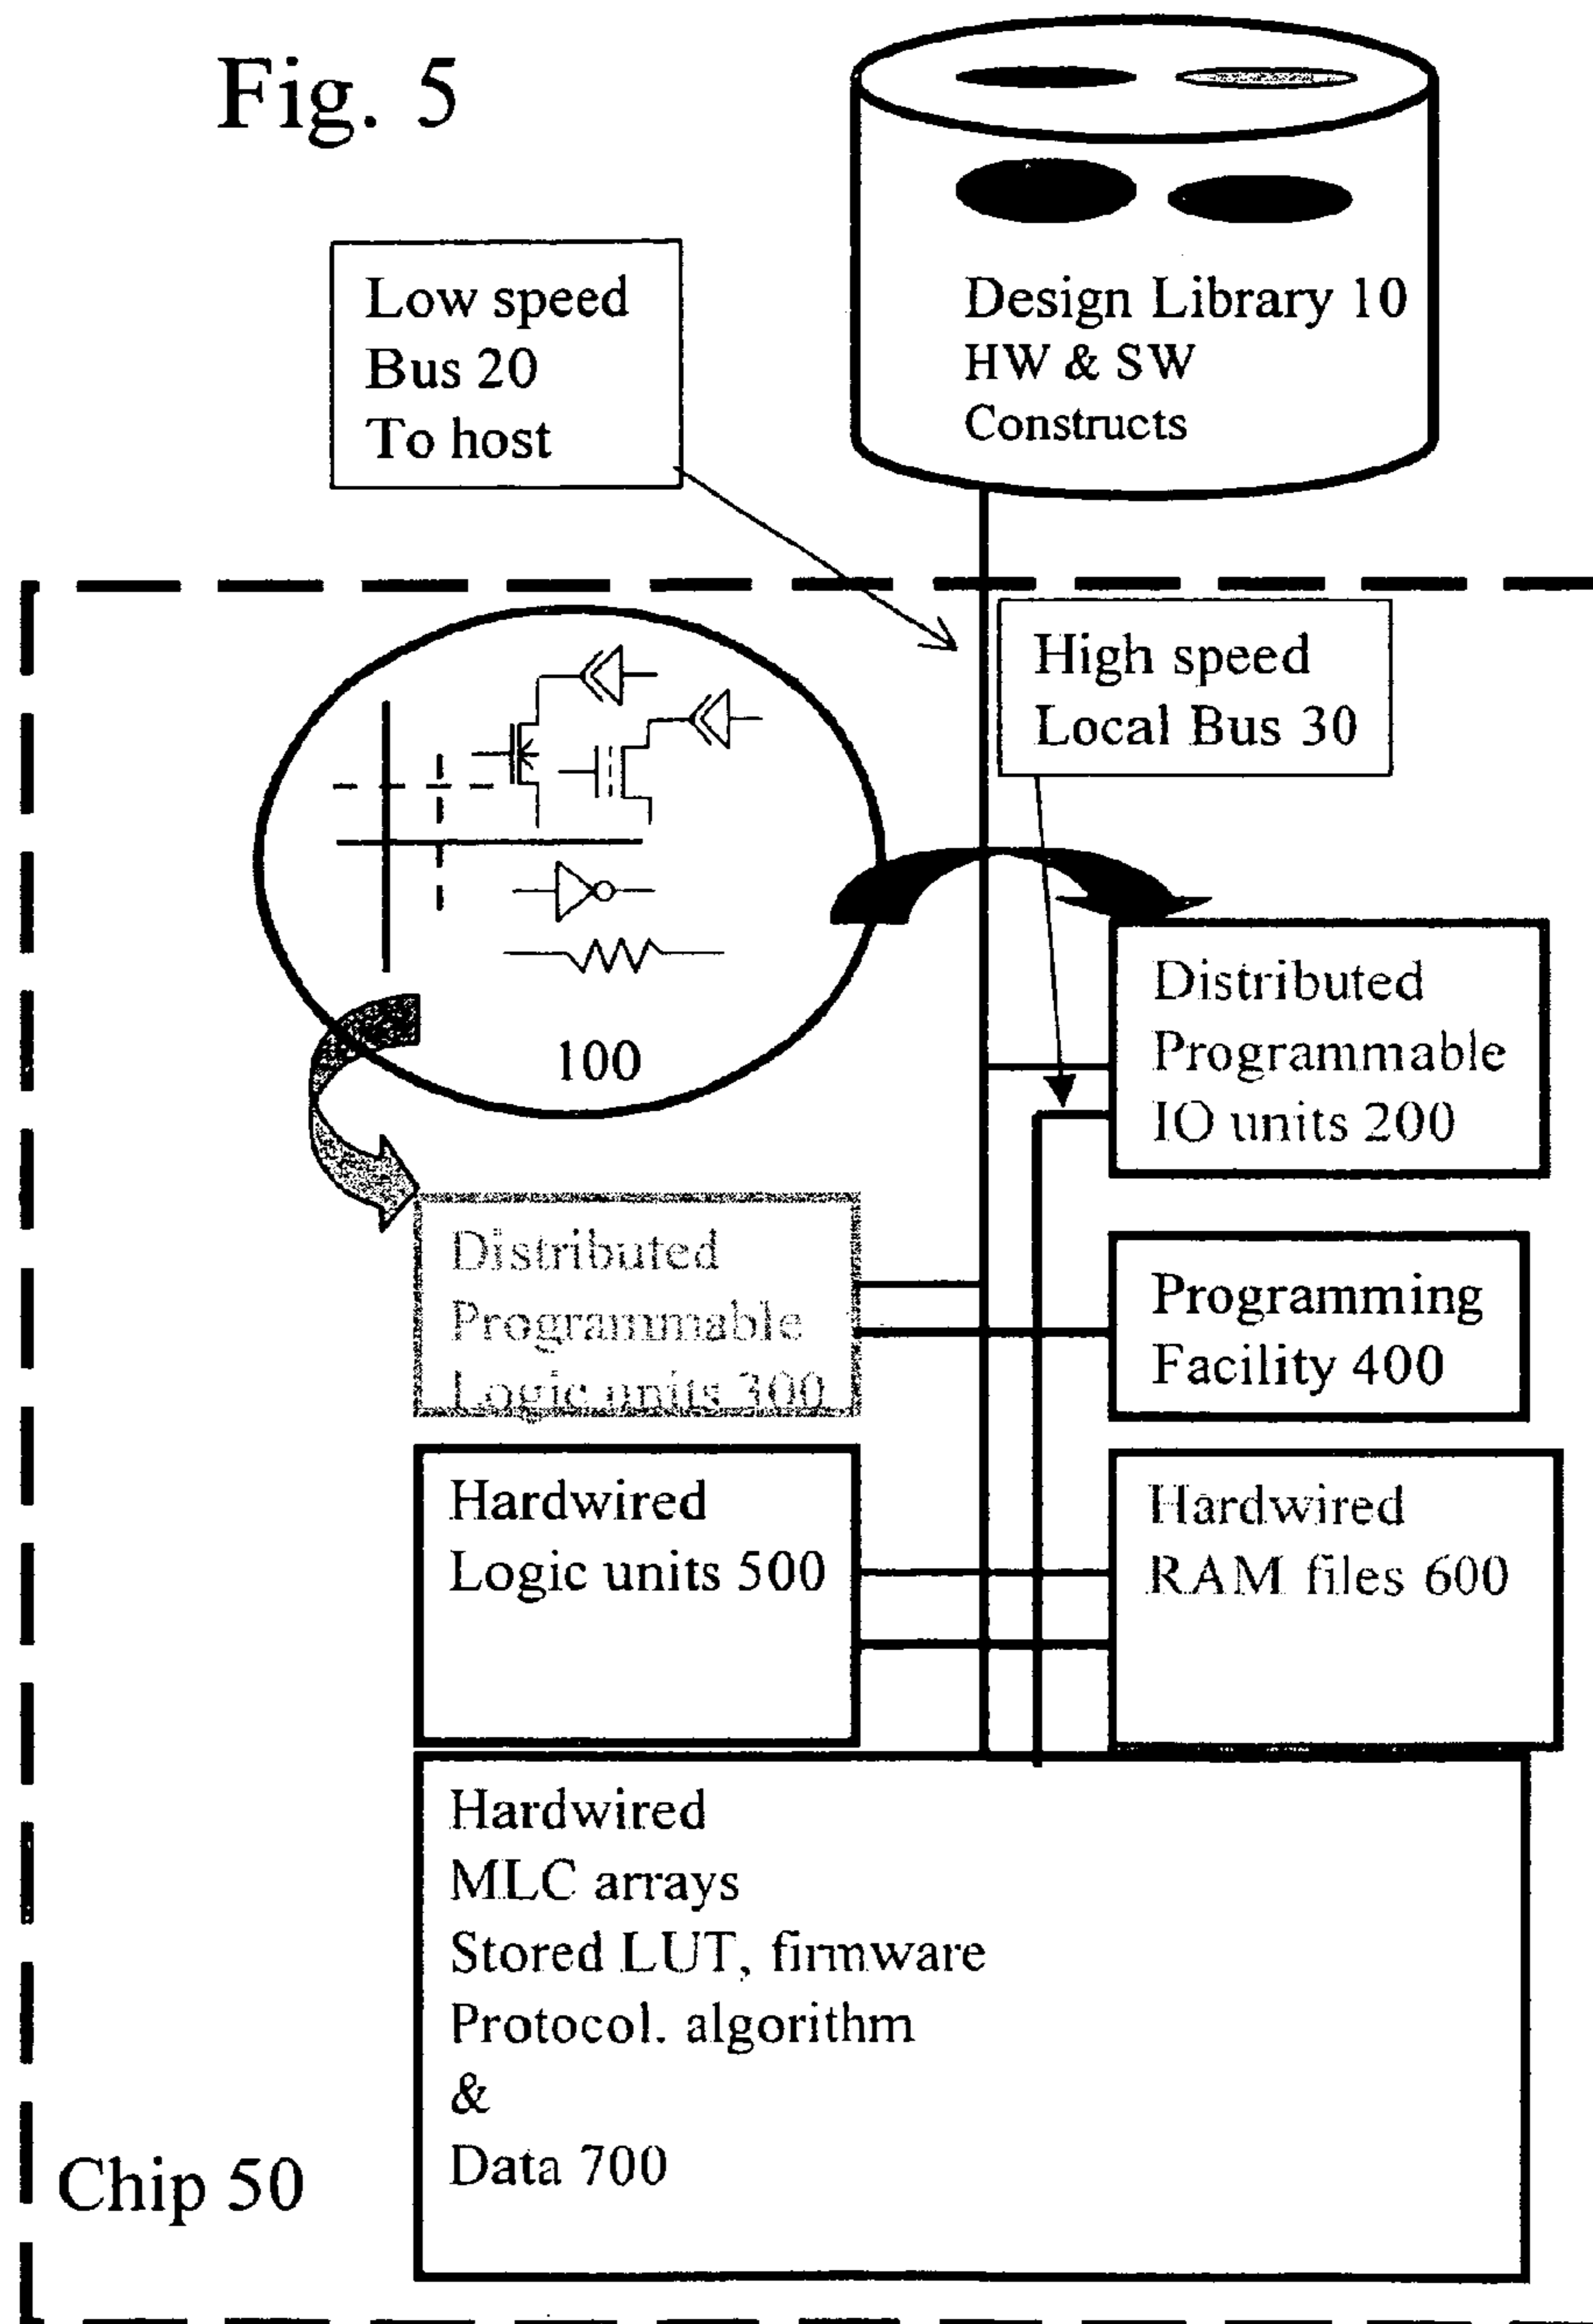 Fig. 5
Design Library 10
HW & SW
Constructs
Low speed
Bus 20
To host
High speed
Local Bus 30
100
Distributed
Programmable
IO units 200
Distributed
Programmable
Logic units 300
Programming
Facility 400
Hardwired
Logic units 500
Hardwired
RAM files 600
Hardwired
MLC arrays
Stored LUT, firmware
Protocol. algorithm
&
Data 700
Chip 50